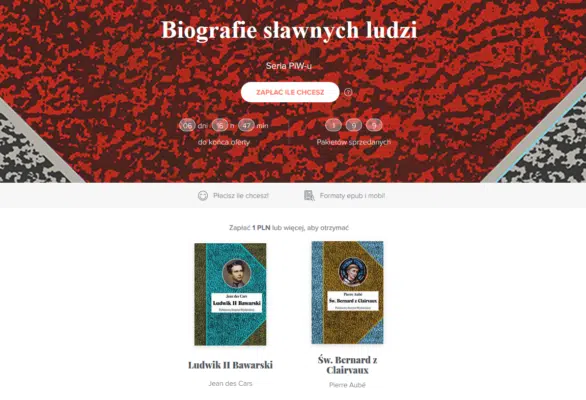 Biografie sławnych ludzi
Seria PIW-u
ZAPŁAĆ ILE CHCESZ ?
06 dni 16 h 47 min
1 9 9
do końca oferty
Pakietów sprzedanych
Płacisz ile chcesz!
Formaty epub i mobi!
Zapłać 1 PLN lub więcej, aby otrzymać
Jean des Cars
Ludwik II Bawarski
Pierre Aubé
Św. Bernard z Clairvaux
Ludwik II Bawarski
Jean des Cars
Św. Bernard z
Clairvaux
Pierre Aubé